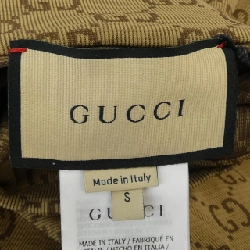 GUCCI
Made in Italy
S
GUCCI
MADE IN ITALY / FABRIQUÉ EN